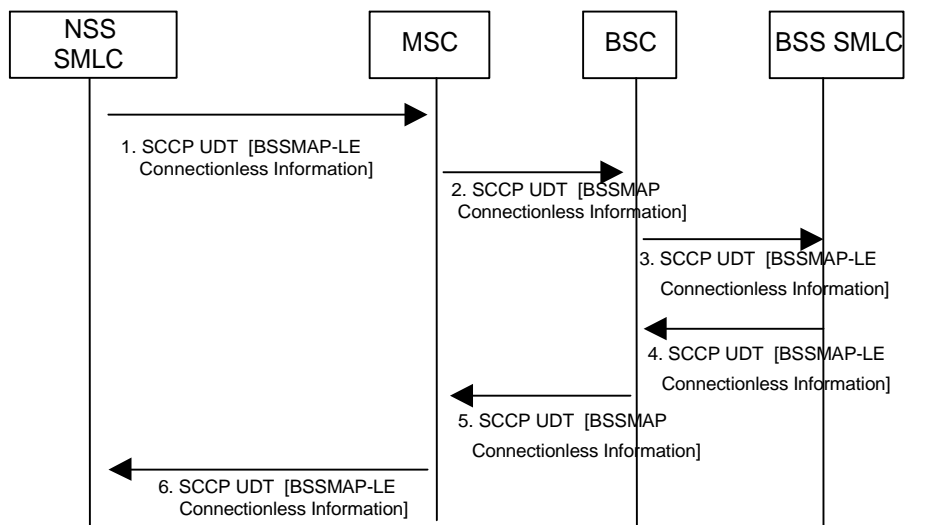 NSS
SMLC
MSC
BSC
BSS SMLC
1. SCCP UDT [BSSMAP-LE
Connectionless Information]
2. SCCP UDT [BSSMAP
Connectionless Information]
3. SCCP UDT [BSSMAP-LE
Connectionless Information]
4. SCCP UDT [BSSMAP-LE
Connectionless Information]
5. SCCP UDT [BSSMAP
Connectionless Information]
6. SCCP UDT [BSSMAP-LE
Connectionless Information]